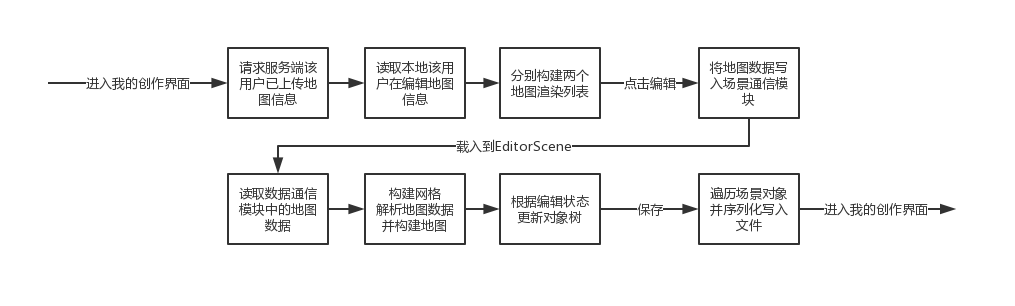 进入我的创作界面
请求服务端该
用户已上传地
图信息
读取本地该用
户在编辑地图
信息
分别构建两个
地图渲染列表
点击编辑
将地图数据写
入场景通信模
块
载入到EditorScene
读取数据通信
模块中的地图
数据
构建网格
解析地图数据
并构建地图
根据编辑状态
更新对象树
保存
遍历场景对象
并序列化写入
文件
进入我的创作界面